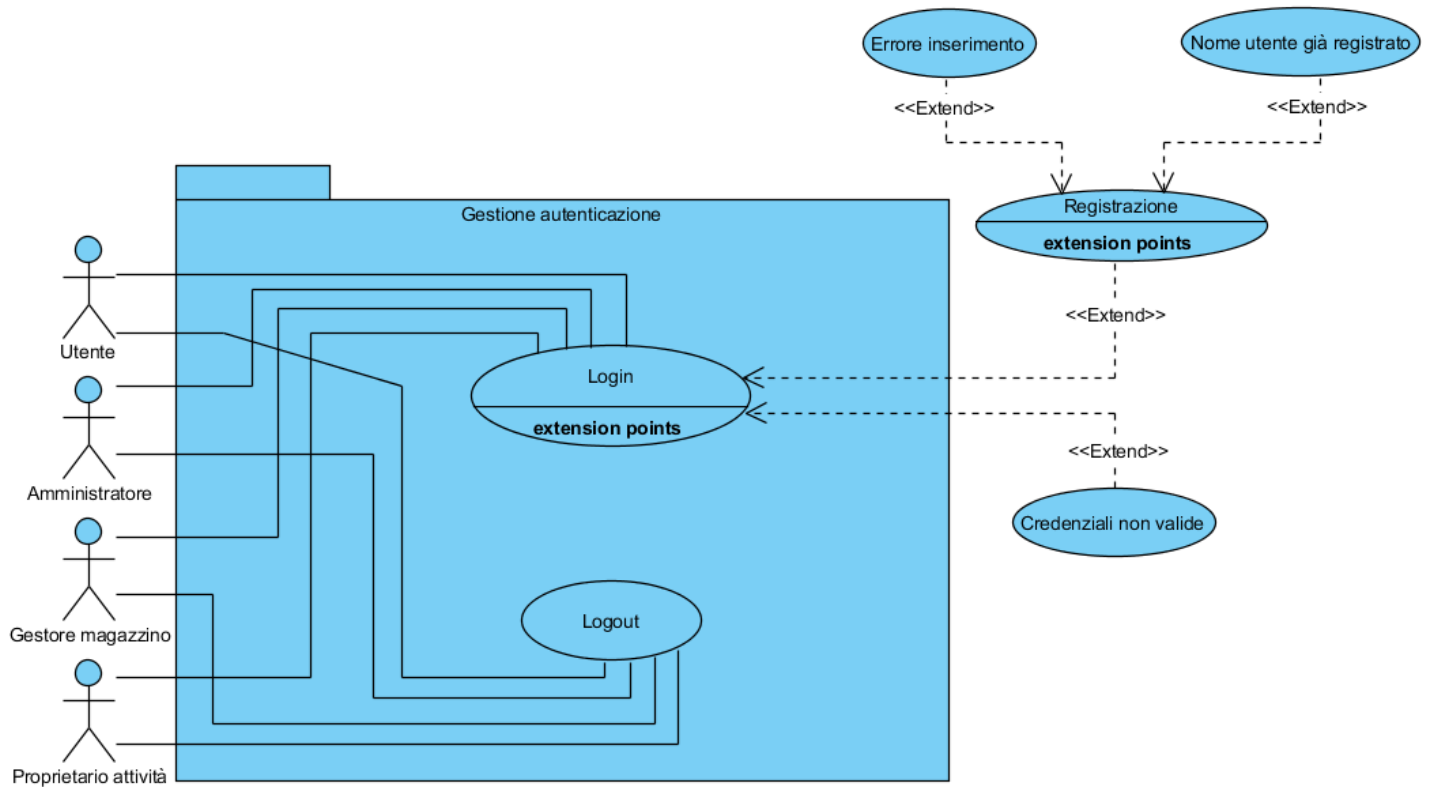 Errore inserimento
Nome utente già registrato
<<Extend>>
<<Extend>>
Registrazione
extension points
Gestione autenticazione
<<Extend>>
Utente
Login
extension points
<<Extend>>
Amministratore
Credenziali non valide
Logout
Gestore magazzino
Proprietario attività